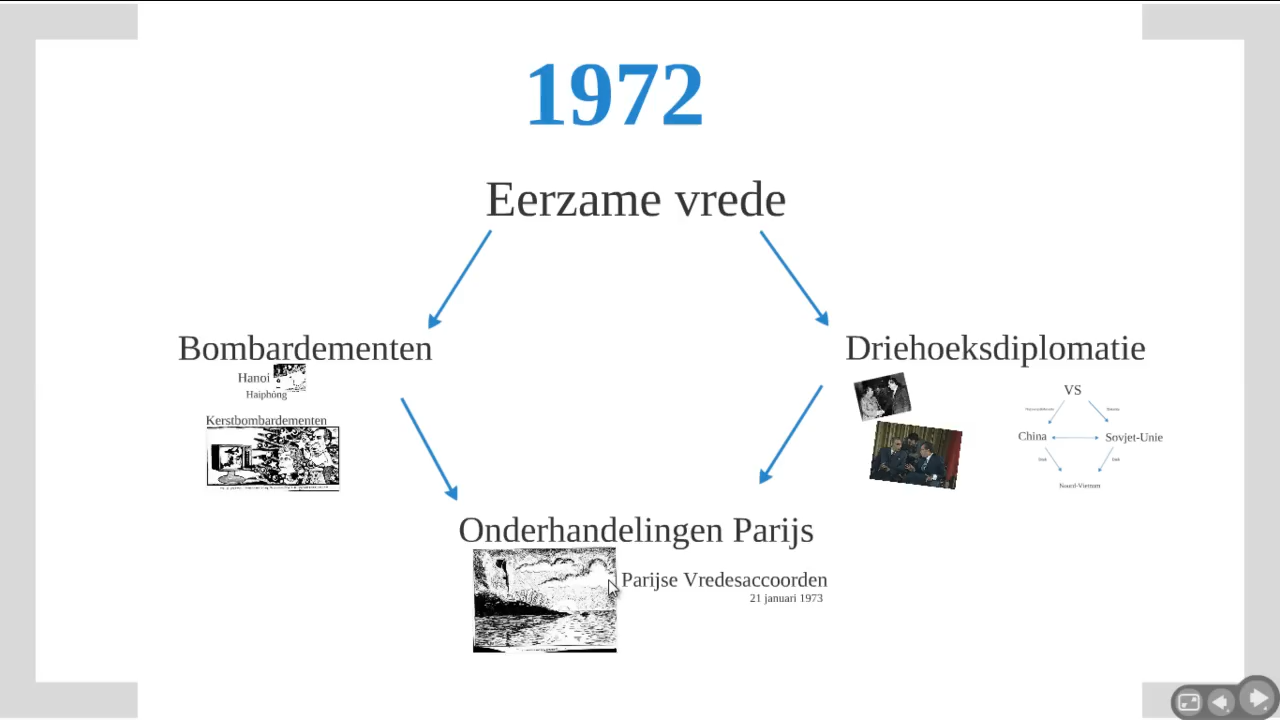 1972
Eerzame vrede
Bombardementen
Hanoi
Haiphong
Kerstbombardementen
Driehoeksdiplomatie
VS
China
Sovjet-Unie
Noord-Vietnam
Onderhandelingen Parijs
Parijse Vredesaccoorden
21 januari 1973